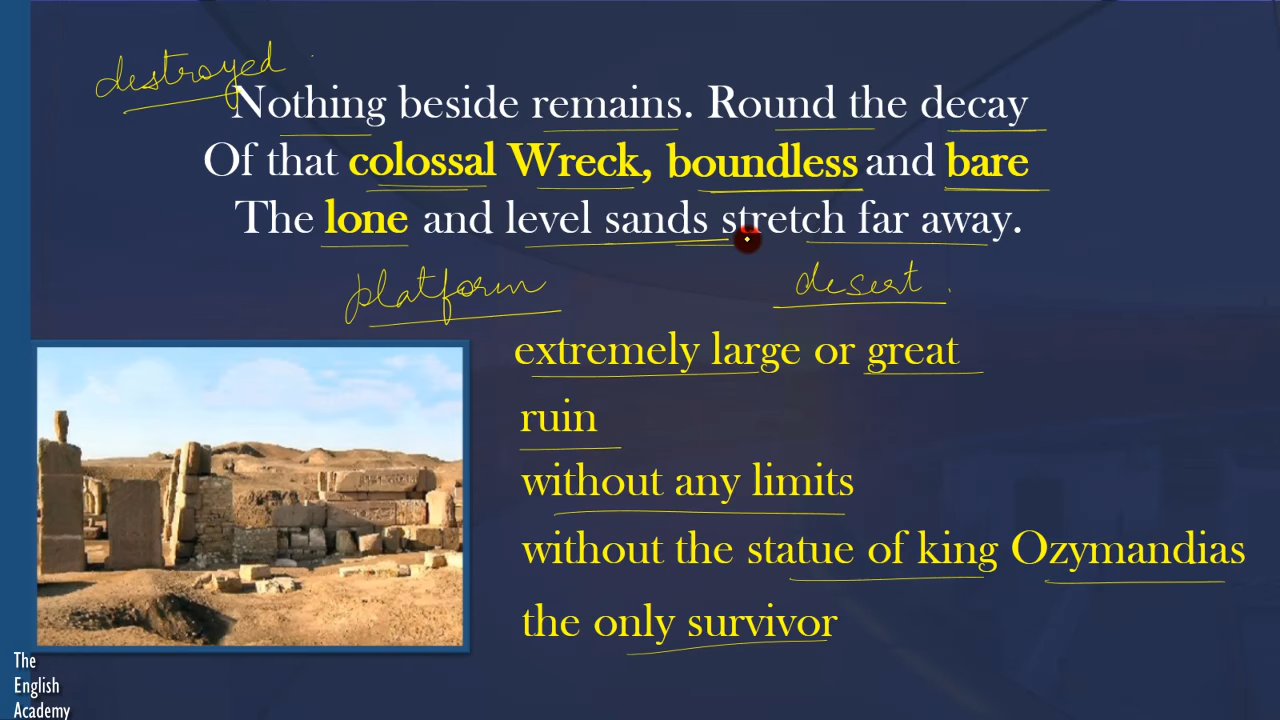 destroyed
Nothing beside remains. Round the decay
Of that colossal Wreck, boundless and bare
The lone and level sands stretch far away.
platform
desert.
extremely large or great
ruin
without any limits
without the statue of king Ozymandias
the only survivor
The
English
Academy